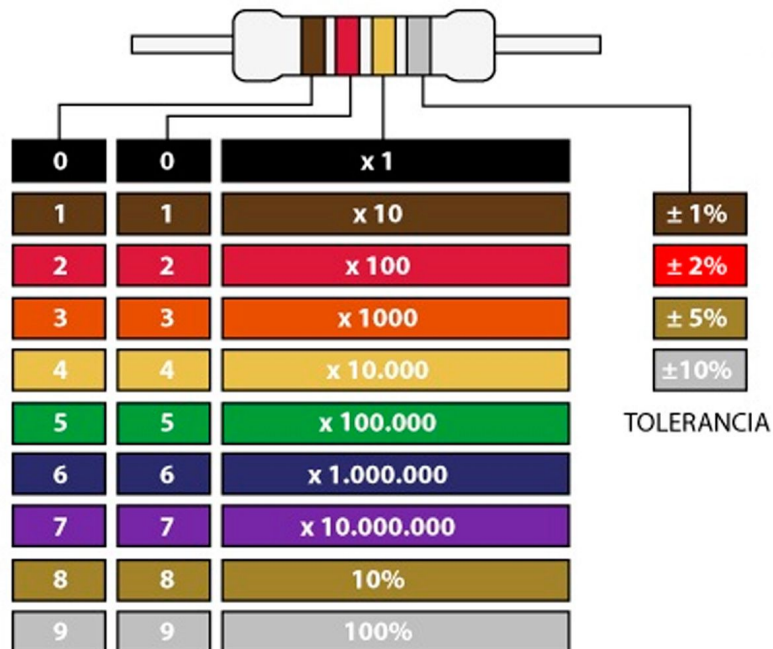 0 0 x 1
1 1 x 10 ± 1%
2 2 x 100 ± 2%
3 3 x 1000 ± 5%
4 4 x 10.000 ±10%
5 5 x 100.000 TOLERANCIA
6 6 x 1.000.000
7 7 x 10.000.000
8 8 10%
9 9 100%